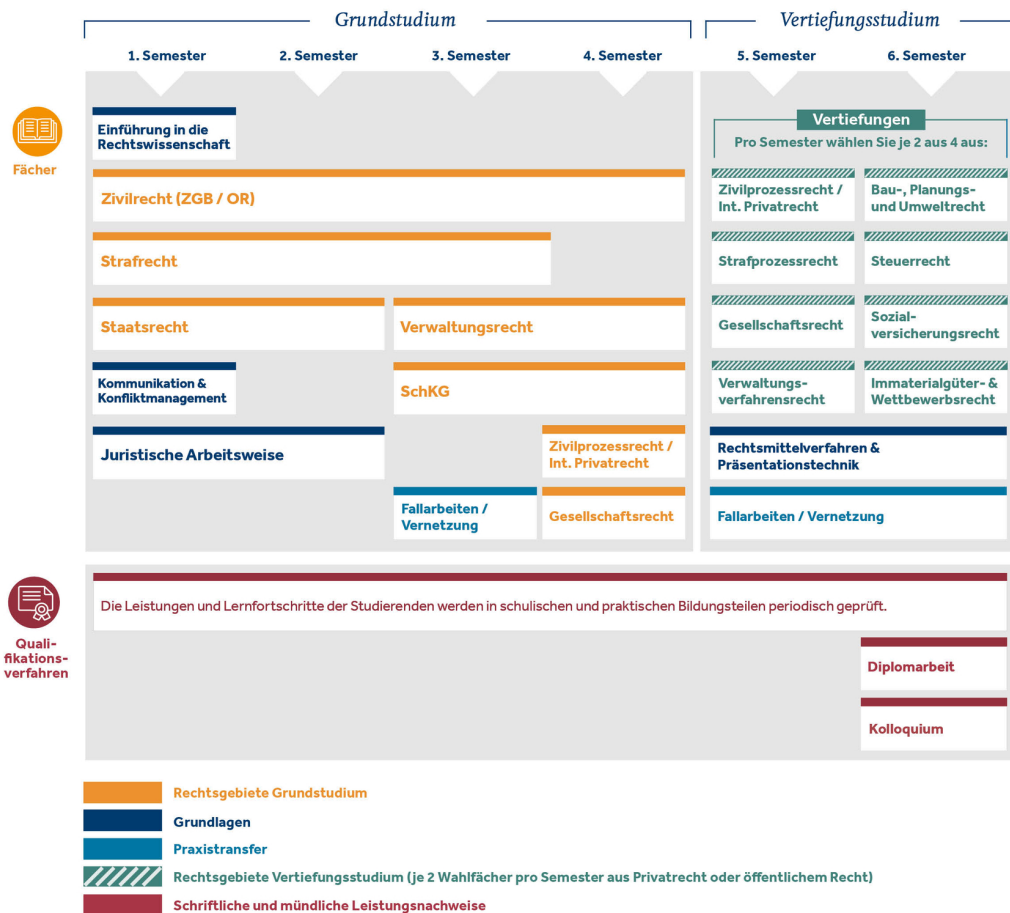 Grundstudium
Vertiefungsstudium
1. Semester
2. Semester
3. Semester
4. Semester
5. Semester
6. Semester
Fächer
Einführung in die
Rechtswissenschaft
Vertiefungen
Pro Semester wählen Sie je 2 aus 4 aus:
Zivilrecht (ZGB / OR)
Zivilprozessrecht /
Int. Privatrecht
Bau-, Planungs-
und Umweltrecht
Strafrecht
Strafprozessrecht
Steuerrecht
Staatsrecht
Verwaltungsrecht
Gesellschaftsrecht
Sozial-
versicherungsrecht
Kommunikation &
Konfliktmanagement
SchKG
Verwaltungs-
verfahrensrecht
Immaterialgüter- &
Wettbewerbsrecht
Juristische Arbeitsweise
Zivilprozessrecht /
Int. Privatrecht
Rechtsmittelverfahren &
Präsentationstechnik
Fallarbeiten /
Vernetzung
Gesellschaftsrecht
Fallarbeiten / Vernetzung
Quali-
fikations-
verfahren
Die Leistungen und Lernfortschritte der Studierenden werden in schulischen und praktischen Bildungsteilen periodisch geprüft.
Diplomarbeit
Kolloquium
Rechtsgebiete Grundstudium
Grundlagen
Praxistransfer
Rechtsgebiete Vertiefungsstudium (je 2 Wahlfächer pro Semester aus Privatrecht oder öffentlichem Recht)
Schriftliche und mündliche Leistungsnachweise